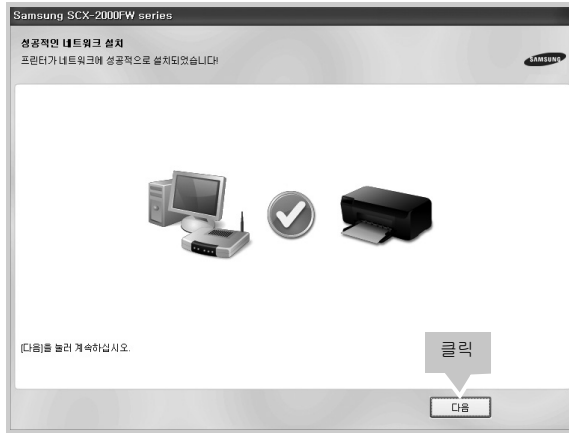 Samsung SCX-2000FW series
성공적인 네트워크 설치
프린터가 네트워크에 성공적으로 설치되었습니다!
SAMSUNG
[다음]을 눌러 계속하십시오.
클릭
다음